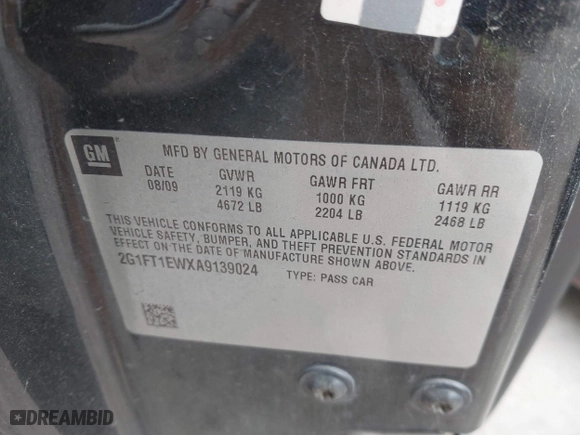 GM
MFD BY GENERAL MOTORS OF CANADA LTD.
DATE GVWR GAWR FRT GAWR RR
08/09 2119 KG 1000 KG 1119 KG
4672 LB 2204 LB 2468 LB
THIS VEHICLE CONFORMS TO ALL APPLICABLE U.S. FEDERAL MOTOR
VEHICLE SAFETY, BUMPER, AND THEFT PREVENTION STANDARDS IN
EFFECT ON THE DATE OF MANUFACTURE SHOWN ABOVE.
2G1FT1EWXA9139024 TYPE: PASS CAR
DREAMBID